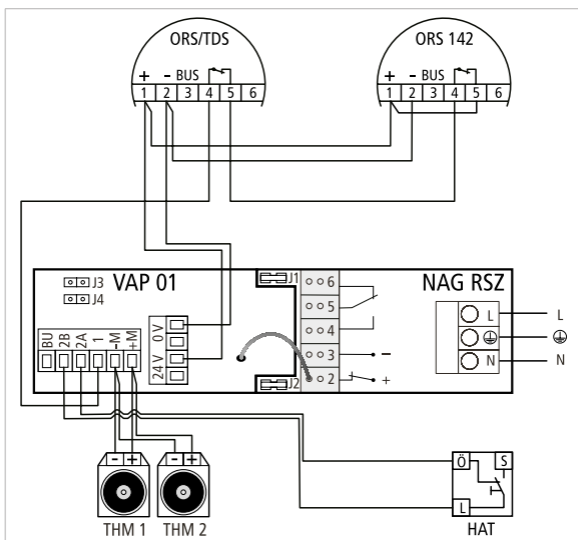 ORS/TDS
ORS 142
+ - BUS
1 2 3 4 5 6
+ - BUS
1 2 3 4 5 6
J3
J4
VAP 01
J1
NAG RSZ
6
5
4
3 -
2 +
J2
L L
N N
BU 2B 2A 1 -M +M
24 V 0 V
- +
- +
THM 1
THM 2
Ö S
L
HAT